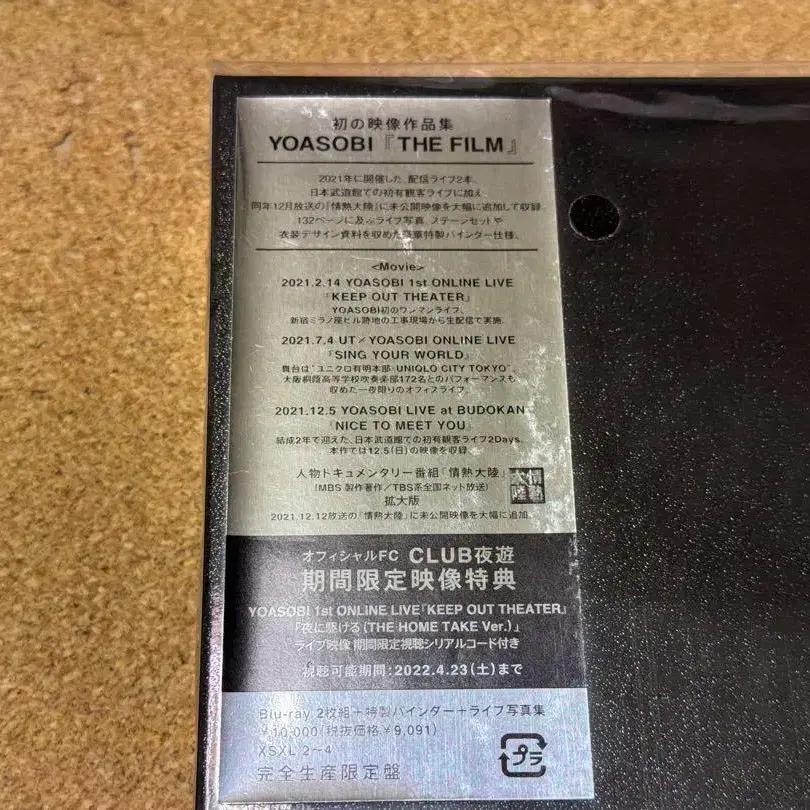 初の映像作品集
YOASOBI『THE FILM』
2021年に開催した、配信ライブ2本、
日本武道館での初有観客ライブに加え
同年12月放送の「情熱大陸」に未公開映像を大幅に追加して収録。
132ページに及ぶライブ写真、ステージセットや
衣装デザイン資料を収めた豪華特製バインダー仕様。
<Movie>
2021.2.14 YOASOBI 1st ONLINE LIVE
『KEEP OUT THEATER』
YOASOBI初のワンマンライブ。
新宿ミラノ座ビル跡地の工事現場から生配信で実施。
2021.7.4 UT×YOASOBI ONLINE LIVE
『SING YOUR WORLD』
舞台は"ユニクロ有明本部 UNIQLO CITY TOKYO"。
大阪桐蔭高等学校吹奏楽部172名とのパフォーマンスも
収めた一夜限りのオフィスライブ。
2021.12.5 YOASOBI LIVE at BUDOKAN
『NICE TO MEET YOU』
結成2年で迎えた、日本武道館での初有観客ライブ2Days。
本作では12.5(日)の映像を収録
人物ドキュメンタリー番組「情熱大陸」
(MBS 製作著作／TBS系全国ネット放送)
拡大版
情熱大陸
2021.12.12放送の「情熱大陸」に未公開映像を大幅に追加。
オフィシャルFC CLUB夜遊
期間限定映像特典
YOASOBI 1st ONLINE LIVE『KEEP OUT THEATER』
「夜に駆ける(THE HOME TAKE Ver.)」
ライブ映像 期間限定視聴シリアルコード付き
視聴可能期間:2022.4.23(土)まで
Blu-ray 2枚組＋特製バインダー＋ライブ写真集
¥10,000(税抜価格¥9,091)
XSXL 2〜4
完全生産限定盤
プラ